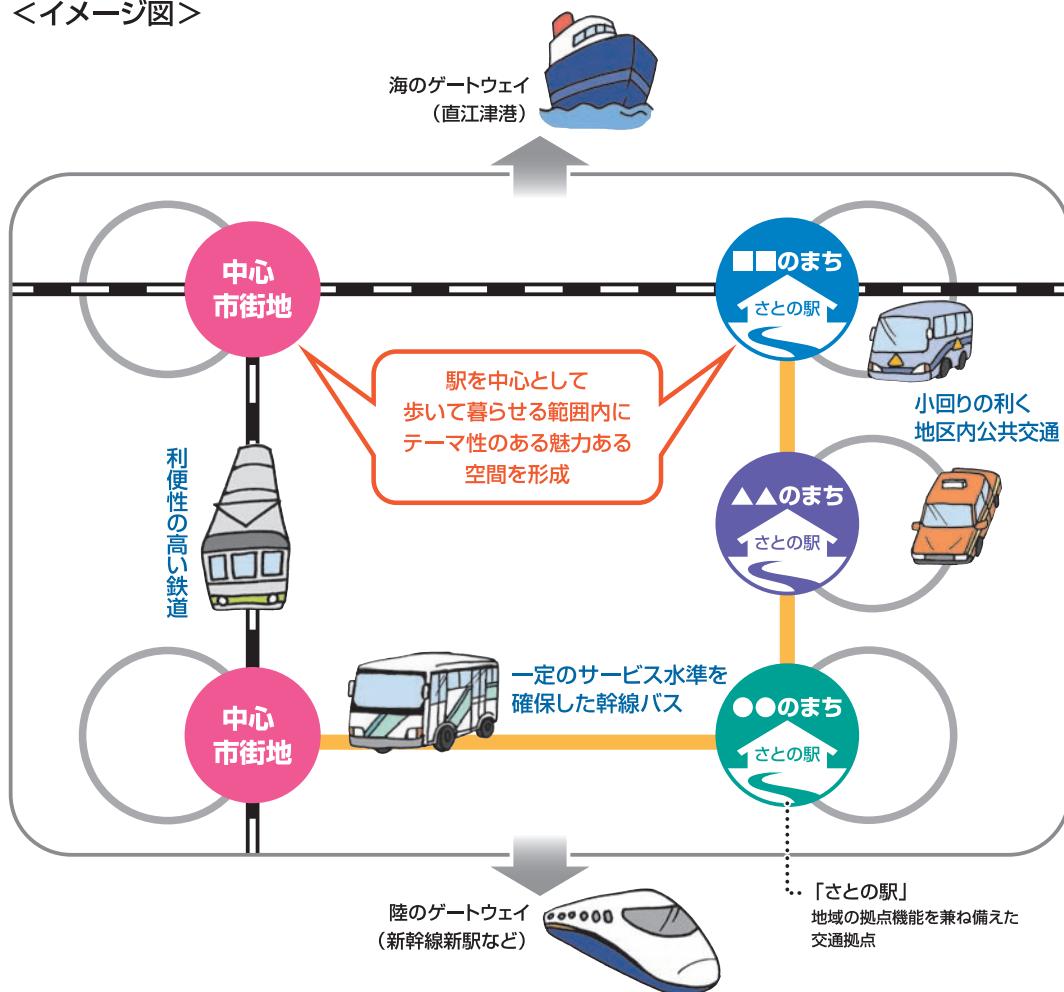 ＜イメージ図＞
海のゲートウェイ
（直江津港）
中心
市街地
■■のまち
さとの駅
駅を中心として
歩いて暮らせる範囲内に
テーマ性のある魅力ある
空間を形成
小回りの利く
地区内公共交通
利便性の高い鉄道
▲▲のまち
さとの駅
一定のサービス水準を
確保した幹線バス
中心
市街地
●●のまち
さとの駅
陸のゲートウェイ
（新幹線新駅など）
「さとの駅」
地域の拠点機能を兼ね備えた
交通拠点